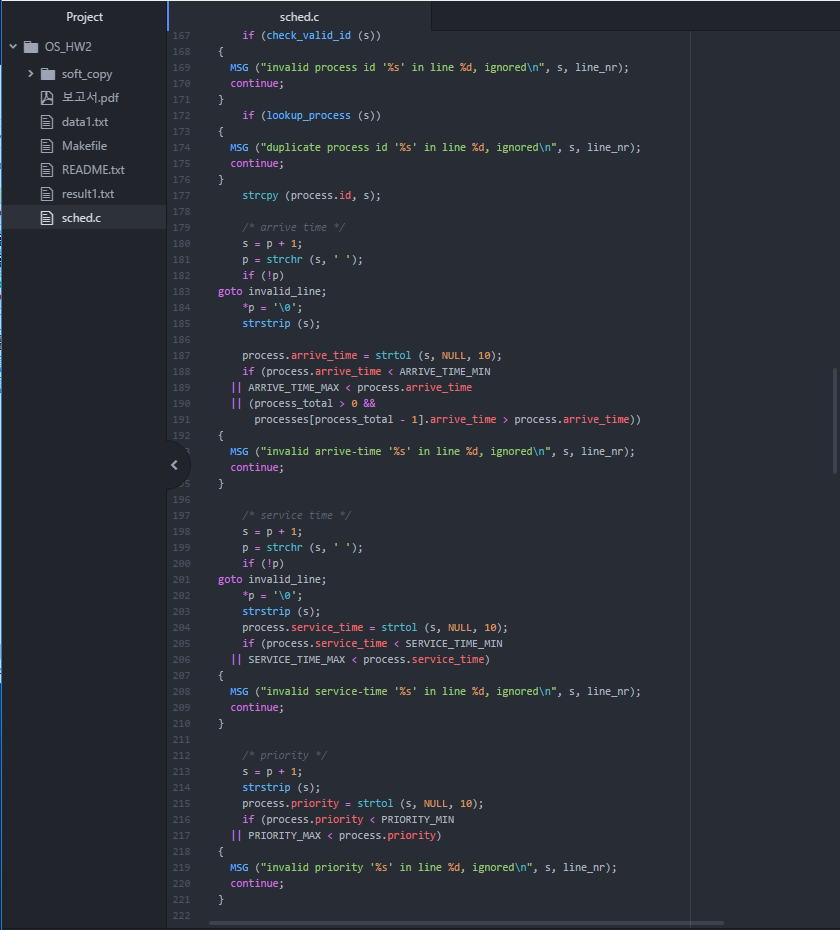 Project
OS_HW2
soft_copy
보고서.pdf
data1.txt
Makefile
README.txt
result1.txt
sched.c
sched.c
167 if (check_valid_id (s))
168 {
169 MSG ("invalid process id '%s' in line %d, ignored\n", s, line_nr);
170 continue;
171 }
172 if (lookup_process (s))
173 {
174 MSG ("duplicate process id '%s' in line %d, ignored\n", s, line_nr);
175 continue;
176 }
177 strcpy (process.id, s);
178
179 /* arrive time */
180 s = p + 1;
181 p = strchr (s, ' ');
182 if (!p)
183 goto invalid_line;
184 *p = '\0';
185 strstrip (s);
186
187 process.arrive_time = strtol (s, NULL, 10);
188 if (process.arrive_time < ARRIVE_TIME_MIN
189 || ARRIVE_TIME_MAX < process.arrive_time
190 || (process_total > 0 &&
191 processes[process_total - 1].arrive_time > process.arrive_time))
192 {
3 MSG ("invalid arrive-time '%s' in line %d, ignored\n", s, line_nr);
continue;
95 }
196
197 /* service time */
198 s = p + 1;
199 p = strchr (s, ' ');
200 if (!p)
201 goto invalid_line;
202 *p = '\0';
203 strstrip (s);
204 process.service_time = strtol (s, NULL, 10);
205 if (process.service_time < SERVICE_TIME_MIN
206 || SERVICE_TIME_MAX < process.service_time)
207 {
208 MSG ("invalid service-time '%s' in line %d, ignored\n", s, line_nr);
209 continue;
210 }
211
212 /* priority */
213 s = p + 1;
214 strstrip (s);
215 process.priority = strtol (s, NULL, 10);
216 if (process.priority < PRIORITY_MIN
217 || PRIORITY_MAX < process.priority)
218 {
219 MSG ("invalid priority '%s' in line %d, ignored\n", s, line_nr);
220 continue;
221 }
222